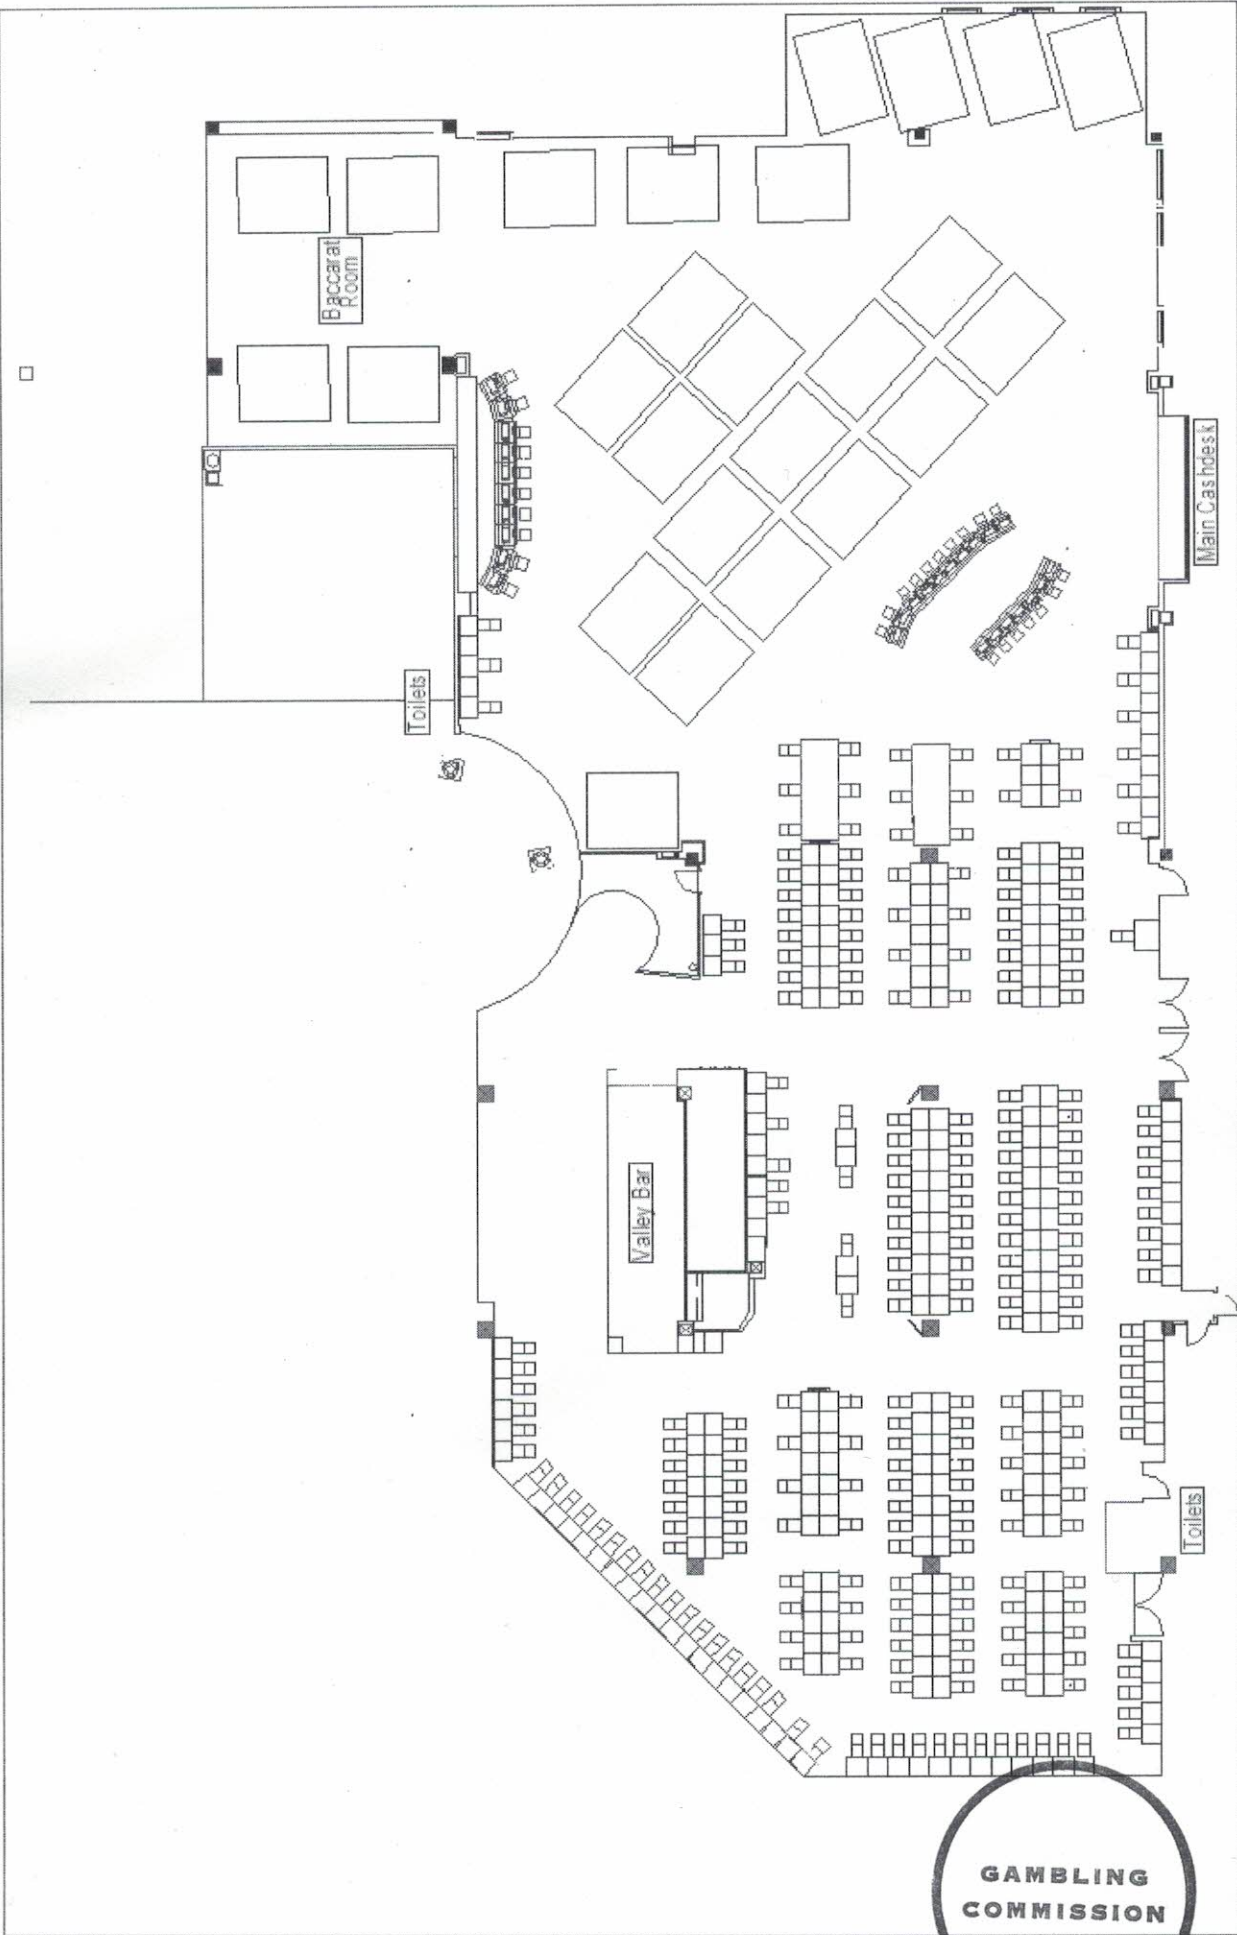 Baccarat
Room
Main Cashdesk
Toilets
Valley Bar
Toilets
GAMBLING
COMMISSION